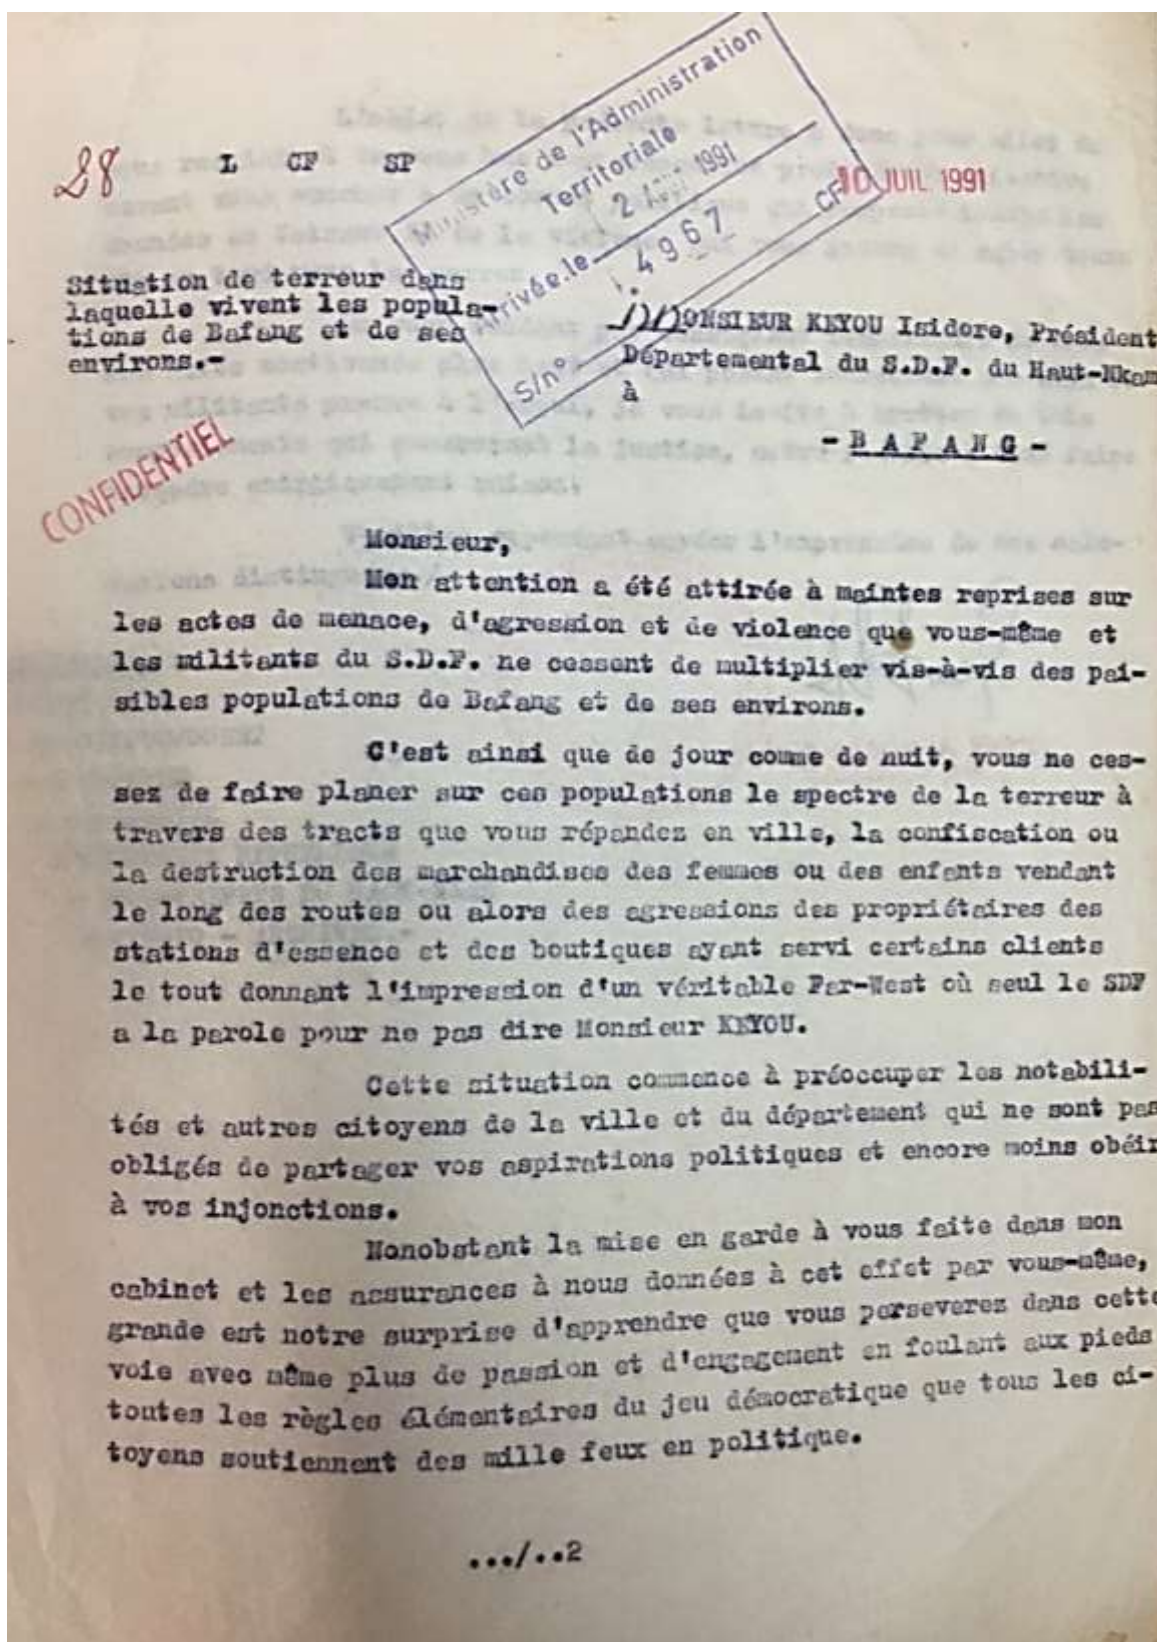 28 L CF SP
Ministère de l'Administration
Territoriale
Arrivée le 2 1991
4967
S/n° CF
10 JUIL 1991
Situation de terreur dans
laquelle vivent les popula-
tions de Bafang et de ses
environs.-
MONSIEUR KEYOU Isidore, Président
Départemental du S.D.F. du Haut-Nkam
à
- B A F A N G -
CONFIDENTIEL
Monsieur,
Mon attention a été attirée à maintes reprises sur
les actes de menace, d'agression et de violence que vous-même et
les militants du S.D.F. ne cessent de multiplier vis-à-vis des pai-
sibles populations de Bafang et de ses environs.
C'est ainsi que de jour comme de nuit, vous ne ces-
sez de faire planer sur ces populations le spectre de la terreur à
travers des tracts que vous répandez en ville, la confiscation ou
la destruction des marchandises des femmes ou des enfants vendant
le long des routes ou alors des agressions des propriétaires des
stations d'essence et des boutiques ayant servi certains clients
le tout donnant l'impression d'un véritable Far-West où seul le SDF
a la parole pour ne pas dire Monsieur KEYOU.
Cette situation commence à préoccuper les notabili-
tés et autres citoyens de la ville et du département qui ne sont pas
obligés de partager vos aspirations politiques et encore moins obéir
à vos injonctions.
Nonobstant la mise en garde à vous faite dans mon
cabinet et les assurances à nous données à cet effet par vous-même,
grande est notre surprise d'apprendre que vous perseverez dans cette
voie avec même plus de passion et d'engagement en foulant aux pieds
toutes les règles élémentaires du jeu démocratique que tous les ci-
toyens soutiennent des mille feux en politique.
.../..2